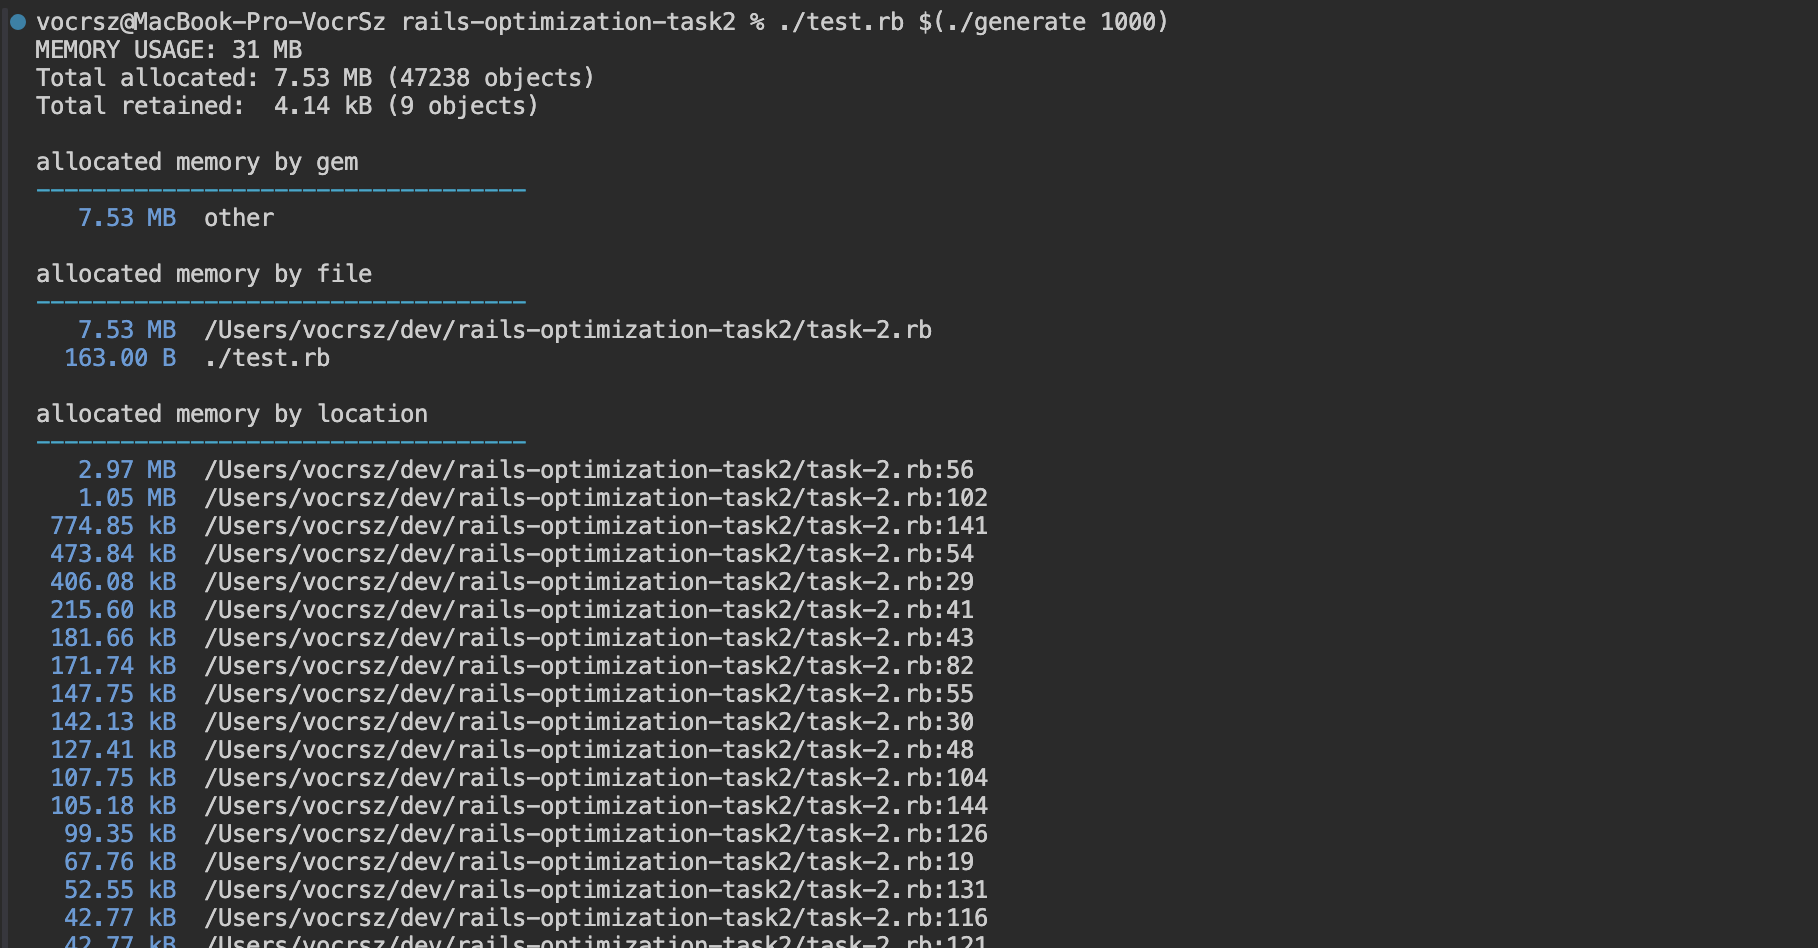 vocrsz@MacBook-Pro-VocrSz rails-optimization-task2 % ./test.rb $(./generate 1000)
MEMORY USAGE: 31 MB
Total allocated: 7.53 MB (47238 objects)
Total retained:  4.14 kB (9 objects)
allocated memory by gem
-----------------------------------
7.53 MB  other
allocated memory by file
-----------------------------------
7.53 MB  /Users/vocrsz/dev/rails-optimization-task2/task-2.rb
163.00 B  ./test.rb
allocated memory by location
-----------------------------------
2.97 MB  /Users/vocrsz/dev/rails-optimization-task2/task-2.rb:56
1.05 MB  /Users/vocrsz/dev/rails-optimization-task2/task-2.rb:102
774.85 kB  /Users/vocrsz/dev/rails-optimization-task2/task-2.rb:141
473.84 kB  /Users/vocrsz/dev/rails-optimization-task2/task-2.rb:54
406.08 kB  /Users/vocrsz/dev/rails-optimization-task2/task-2.rb:29
215.60 kB  /Users/vocrsz/dev/rails-optimization-task2/task-2.rb:41
181.66 kB  /Users/vocrsz/dev/rails-optimization-task2/task-2.rb:43
171.74 kB  /Users/vocrsz/dev/rails-optimization-task2/task-2.rb:82
147.75 kB  /Users/vocrsz/dev/rails-optimization-task2/task-2.rb:55
142.13 kB  /Users/vocrsz/dev/rails-optimization-task2/task-2.rb:30
127.41 kB  /Users/vocrsz/dev/rails-optimization-task2/task-2.rb:48
107.75 kB  /Users/vocrsz/dev/rails-optimization-task2/task-2.rb:104
105.18 kB  /Users/vocrsz/dev/rails-optimization-task2/task-2.rb:144
99.35 kB  /Users/vocrsz/dev/rails-optimization-task2/task-2.rb:126
67.76 kB  /Users/vocrsz/dev/rails-optimization-task2/task-2.rb:19
52.55 kB  /Users/vocrsz/dev/rails-optimization-task2/task-2.rb:131
42.77 kB  /Users/vocrsz/dev/rails-optimization-task2/task-2.rb:116
42.77 kB  /Users/vocrsz/dev/rails-optimization-task2/task-2.rb:121